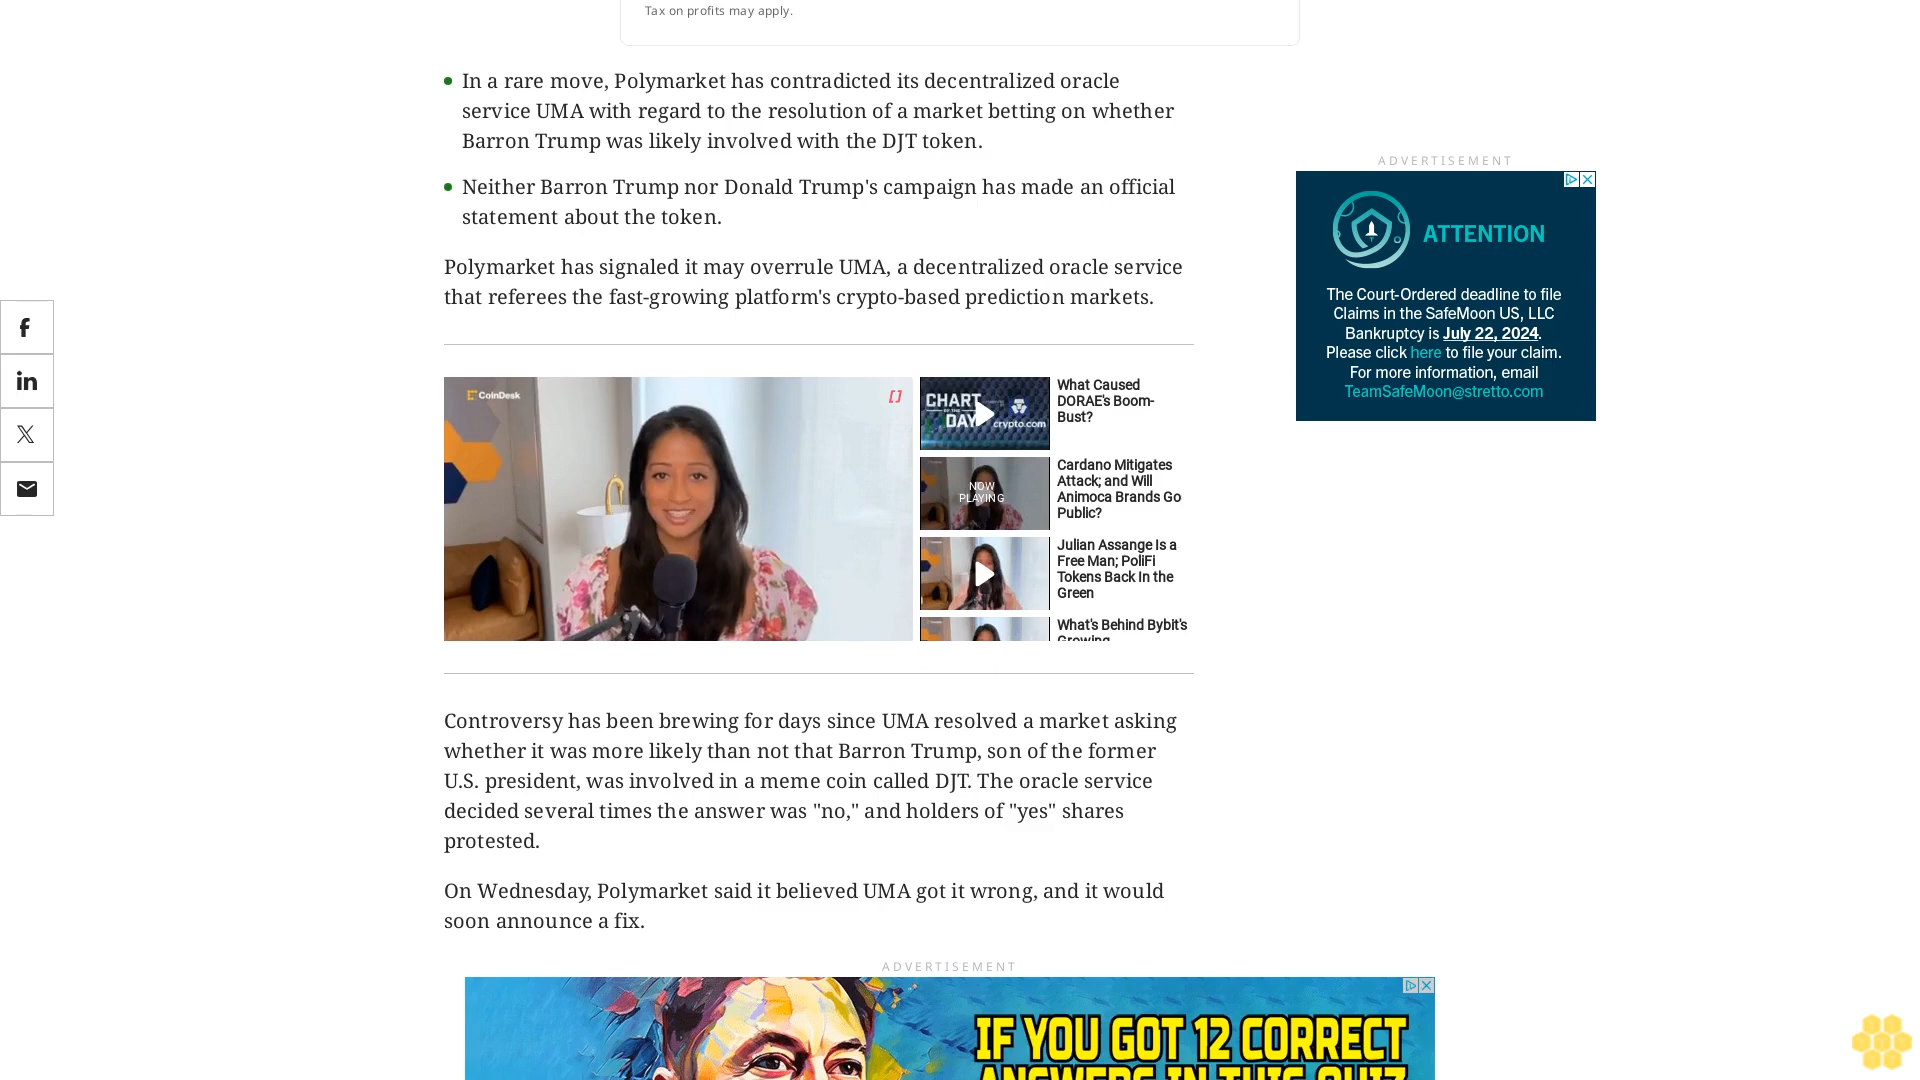 Tax on profits may apply.
In a rare move, Polymarket has contradicted its decentralized oracle
service UMA with regard to the resolution of a market betting on whether
Barron Trump was likely involved with the DJT token.
Neither Barron Trump nor Donald Trump's campaign has made an official
statement about the token.
Polymarket has signaled it may overrule UMA, a decentralized oracle service
that referees the fast-growing platform's crypto-based prediction markets.
CoinDesk
CHART
OF THE
DAY
crypto.com
What Caused
DORAE's Boom-
Bust?
NOW
PLAYING
Cardano Mitigates
Attack; and Will
Animoca Brands Go
Public?
Julian Assange Is a
Free Man; PoliFi
Tokens Back In the
Green
What's Behind Bybit's
Growing
Controversy has been brewing for days since UMA resolved a market asking
whether it was more likely than not that Barron Trump, son of the former
U.S. president, was involved in a meme coin called DJT. The oracle service
decided several times the answer was "no," and holders of "yes" shares
protested.
On Wednesday, Polymarket said it believed UMA got it wrong, and it would
soon announce a fix.
ADVERTISEMENT
IF YOU GOT 12 CORRECT
ANSWERS IN THIS QUIZ
ADVERTISEMENT
ATTENTION
The Court-Ordered deadline to file
Claims in the SafeMoon US, LLC
Bankruptcy is July 22, 2024.
Please click here to file your claim.
For more information, email
TeamSafeMoon@stretto.com